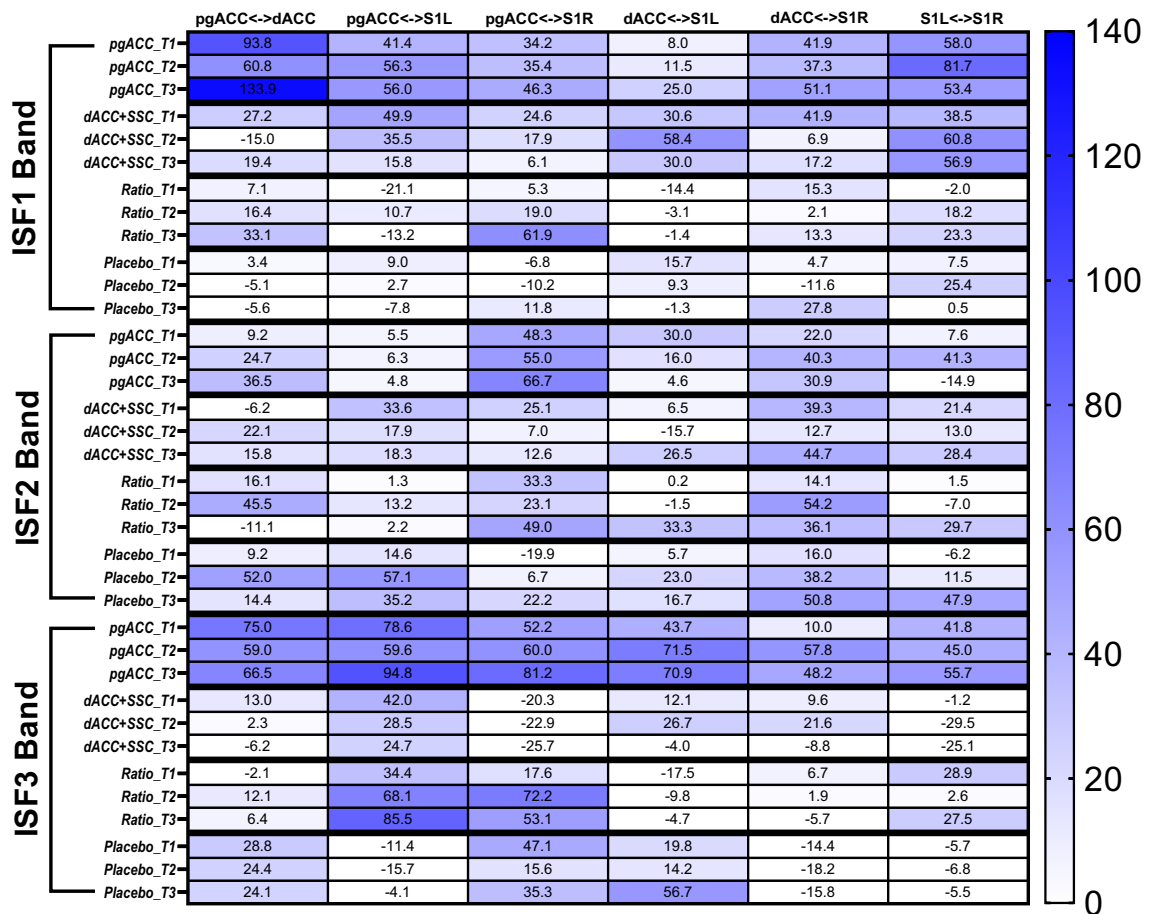 pgACC<->dACC pgACC<->S1L pgACC<->S1R dACC<->S1L dACC<->S1R S1L<->S1R
ISF1 Band
pgACC_T1 93.8 41.4 34.2 8.0 41.9 58.0
pgACC_T2 60.8 56.3 35.4 11.5 37.3 81.7
pgACC_T3 133.9 56.0 46.3 25.0 51.1 53.4
dACC+SSC_T1 27.2 49.9 24.6 30.6 41.9 38.5
dACC+SSC_T2 -15.0 35.5 17.9 58.4 6.9 60.8
dACC+SSC_T3 19.4 15.8 6.1 30.0 17.2 56.9
Ratio_T1 7.1 -21.1 5.3 -14.4 15.3 -2.0
Ratio_T2 16.4 10.7 19.0 -3.1 2.1 18.2
Ratio_T3 33.1 -13.2 61.9 -1.4 13.3 23.3
Placebo_T1 3.4 9.0 -6.8 15.7 4.7 7.5
Placebo_T2 -5.1 2.7 -10.2 9.3 -11.6 25.4
Placebo_T3 -5.6 -7.8 11.8 -1.3 27.8 0.5
ISF2 Band
pgACC_T1 9.2 5.5 48.3 30.0 22.0 7.6
pgACC_T2 24.7 6.3 55.0 16.0 40.3 41.3
pgACC_T3 36.5 4.8 66.7 4.6 30.9 -14.9
dACC+SSC_T1 -6.2 33.6 25.1 6.5 39.3 21.4
dACC+SSC_T2 22.1 17.9 7.0 -15.7 12.7 13.0
dACC+SSC_T3 15.8 18.3 12.6 26.5 44.7 28.4
Ratio_T1 16.1 1.3 33.3 0.2 14.1 1.5
Ratio_T2 45.5 13.2 23.1 -1.5 54.2 -7.0
Ratio_T3 -11.1 2.2 49.0 33.3 36.1 29.7
Placebo_T1 9.2 14.6 -19.9 5.7 16.0 -6.2
Placebo_T2 52.0 57.1 6.7 23.0 38.2 11.5
Placebo_T3 14.4 35.2 22.2 16.7 50.8 47.9
ISF3 Band
pgACC_T1 75.0 78.6 52.2 43.7 10.0 41.8
pgACC_T2 59.0 59.6 60.0 71.5 57.8 45.0
pgACC_T3 66.5 94.8 81.2 70.9 48.2 55.7
dACC+SSC_T1 13.0 42.0 -20.3 12.1 9.6 -1.2
dACC+SSC_T2 2.3 28.5 -22.9 26.7 21.6 -29.5
dACC+SSC_T3 -6.2 24.7 -25.7 -4.0 -8.8 -25.1
Ratio_T1 -2.1 34.4 17.6 -17.5 6.7 28.9
Ratio_T2 12.1 68.1 72.2 -9.8 1.9 2.6
Ratio_T3 6.4 85.5 53.1 -4.7 -5.7 27.5
Placebo_T1 28.8 -11.4 47.1 19.8 -14.4 -5.7
Placebo_T2 24.4 -15.7 15.6 14.2 -18.2 -6.8
Placebo_T3 24.1 -4.1 35.3 56.7 -15.8 -5.5
140
120
100
80
60
40
20
0